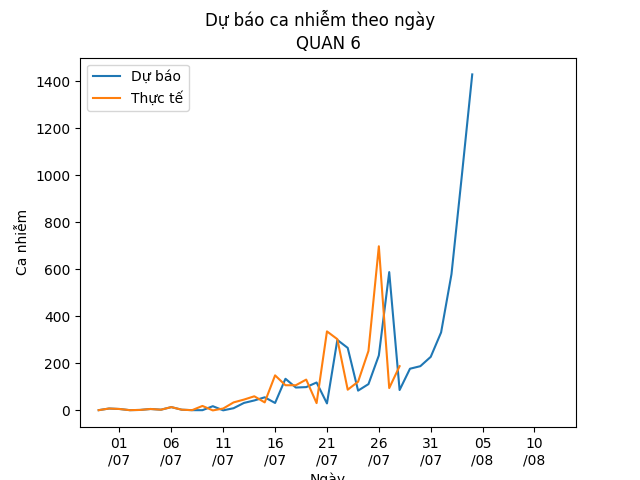 Dự báo ca nhiễm theo ngày
QUAN 6
Dự báo
Thực tế
Ca nhiễm
1400
1200
1000
800
600
400
200
0
01 06 11 16 21 26 31 05 10
/07 /07 /07 /07 /07 /07 /07 /08 /08
Ngày